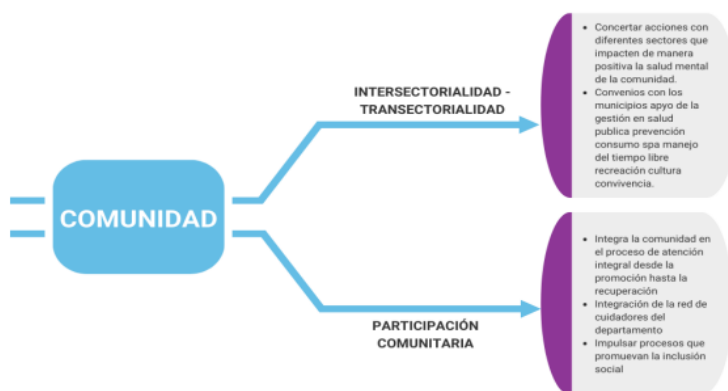 COMUNIDAD
INTERSECTORIALIDAD -
TRANSECTORIALIDAD
• Concertar acciones con
diferentes sectores que
impacten de manera
positiva la salud mental
de la comunidad.
• Convenios con los
municipios apoyo de la
gestión en salud
publica prevención
consumo spa manejo
del tiempo libre
recreación cultura
convivencia.
PARTICIPACIÓN
COMUNITARIA
• Integra la comunidad en
el proceso de atención
integral desde la
promoción hasta la
recuperación
• Integración de la red de
cuidadores del
departamento
• Impulsar procesos que
promuevan la inclusión
social